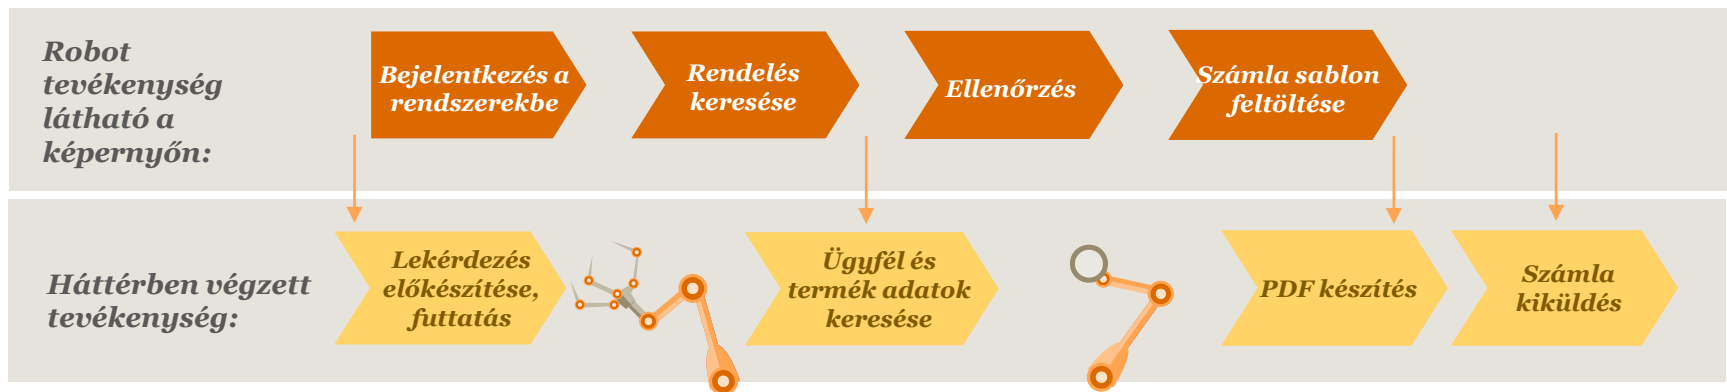 Robot
tevékenység
látható a
képernyőn:
Bejelentkezés a
rendszerekbe
Rendelés
keresése
Ellenőrzés
Számla sablon
feltöltése
Háttérben végzett
tevékenység:
Lekérdezés
előkészítése,
futtatás
Ügyfél és
termék adatok
keresése
PDF készítés
Számla
kiküldés